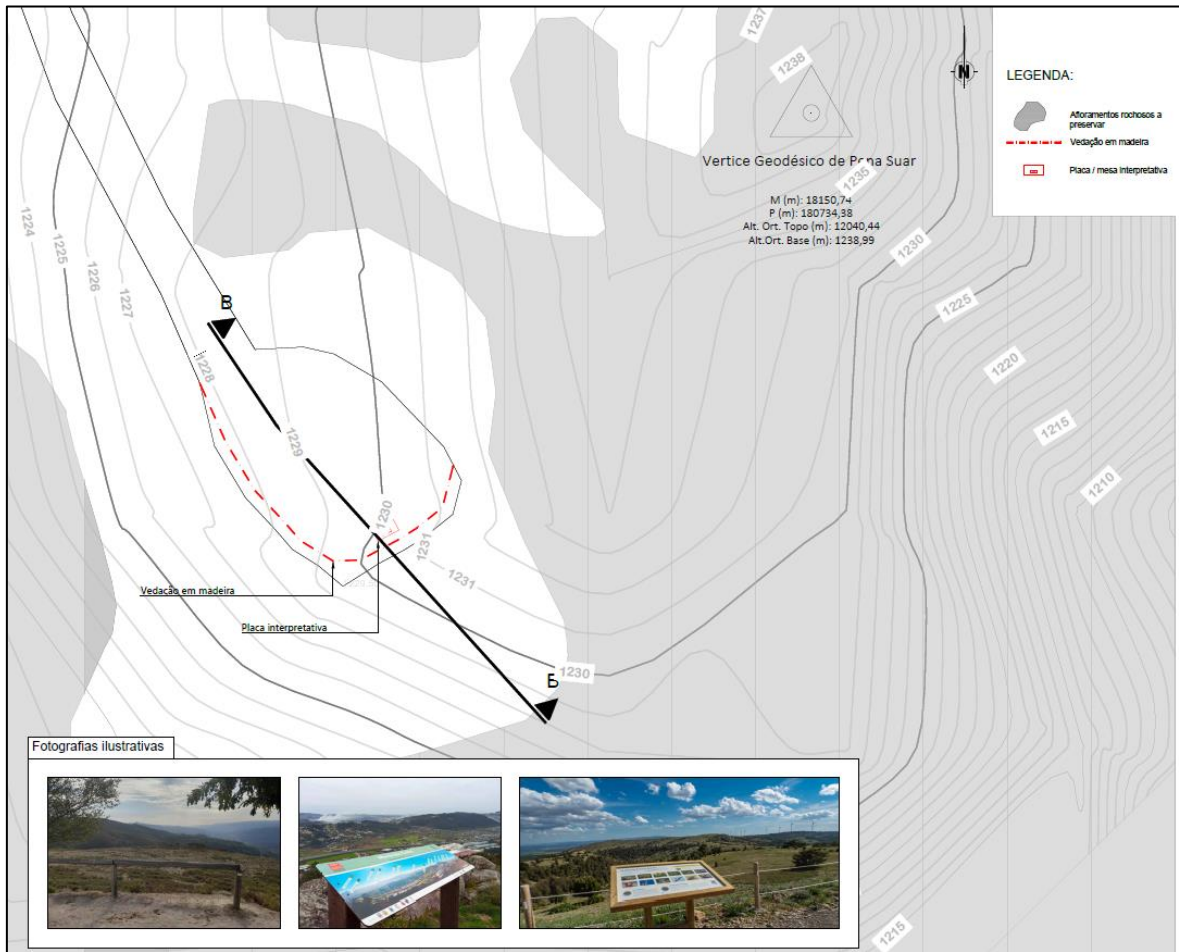 1237
1238
N
LEGENDA:
Afloramentos rochosos a
preservar
Vedação em madeira
Placa / mesa interpretativa
Vertice Geodésico de Pena Suar
1235
M (m): 18150,74
P (m): 180734,38
Alt. Ort. Topo (m): 12040,44
Alt.Ort. Base (m): 1238,99
1224
1225
1226
1227
1230
1225
B
1228
1220
1229
1215
1210
1230
1231
1231
Vedação em madeira
Placa interpretativa
1230
B
Fotografias ilustrativas
1215